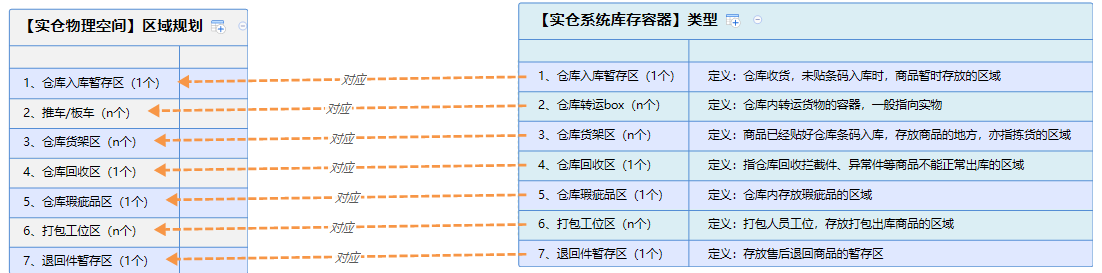 【实仓物理空间】区域规划
【实仓系统库存容器】类型
1、仓库入库暂存区（1个）
对应
1、仓库入库暂存区（1个）
定义：仓库收货，未贴条码入库时，商品暂时存放的区域
2、推车/板车（n个）
对应
2、仓库转运box（n个）
定义：仓库内转运货物的容器，一般指向实物
3、仓库货架区（n个）
对应
3、仓库货架区（n个）
定义：商品已经贴好仓库条码入库，存放商品的地方，亦指拣货的区域
4、仓库回收区（1个）
对应
4、仓库回收区（1个）
定义：指仓库回收拦截件、异常件等商品不能正常出库的区域
5、仓库瑕疵品区（1个）
对应
5、仓库瑕疵品区（1个）
定义：仓库内存放瑕疵品的区域
6、打包工位区（n个）
对应
6、打包工位区（n个）
定义：打包人员工位，存放打包出库商品的区域
7、退回件暂存区（1个）
对应
7、退回件暂存区（1个）
定义：存放售后退回商品的暂存区